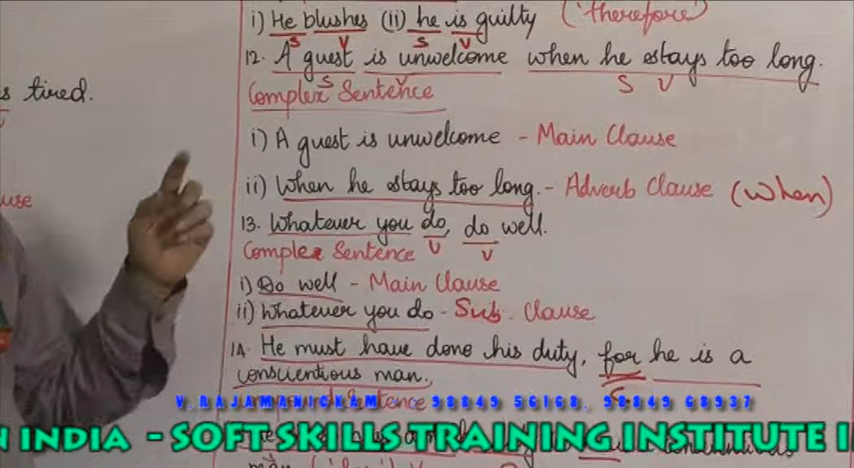 i) He blushes (ii) he is guilty ('therefore')
S V S V
s tired.
12. A guest is unwelcome when he stays too long.
S V S V
Complex Sentence
i) A guest is unwelcome - Main Clause
ii) When he stays too long. - Adverb Clause (when)
use
13. Whatever you do, do well.
Complex Sentence V V
i) Do well - Main Clause
ii) Whatever you do - Sub. Clause
14. He must have done his duty, for he is a
conscientious man.
V. RAJAMANICKAM 98849 56168, 98849 68937
Sentence
N INDIA - SOFT SKILLS TRAINING INSTITUTE I